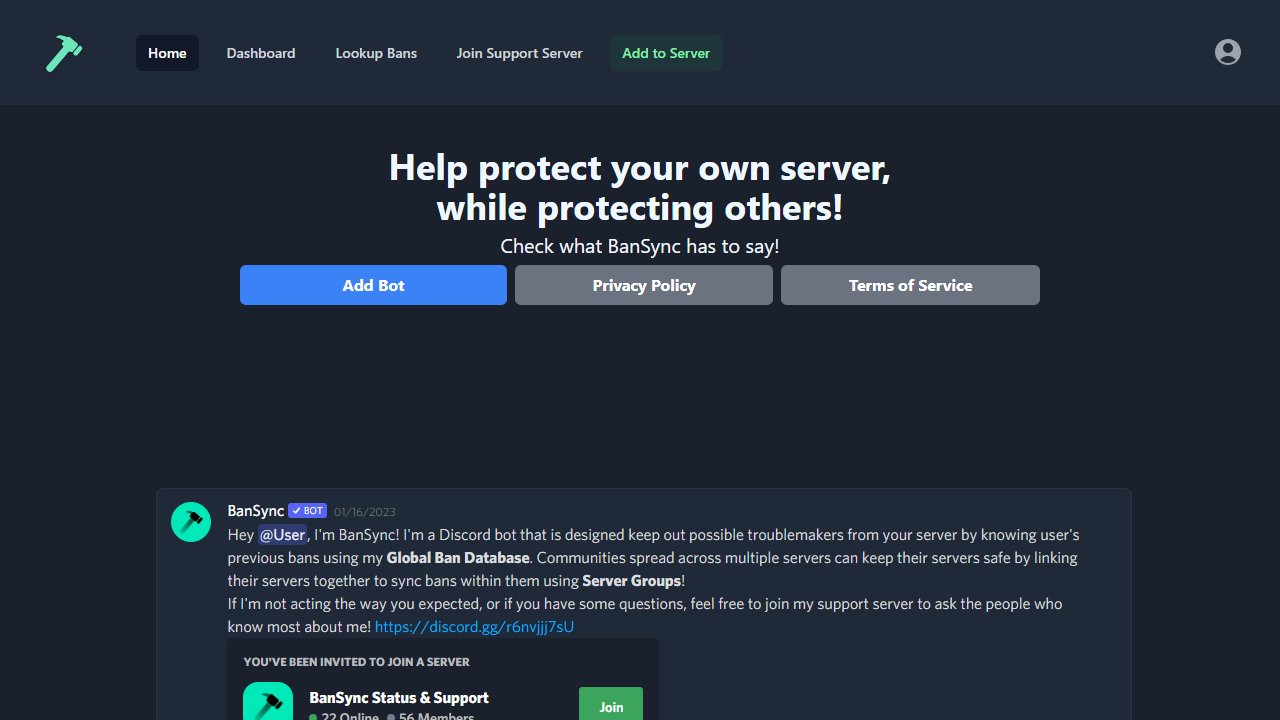 Home Dashboard Lookup Bans Join Support Server Add to Server
Help protect your own server,
while protecting others!
Check what BanSync has to say!
Add Bot Privacy Policy Terms of Service
BanSync BOT 01/16/2023
Hey @User, I'm BanSync! I'm a Discord bot that is designed keep out possible troublemakers from your server by knowing user's
previous bans using my Global Ban Database. Communities spread across multiple servers can keep their servers safe by linking
their servers together to sync bans within them using Server Groups!
If I'm not acting the way you expected, or if you have some questions, feel free to join my support server to ask the people who
know most about me! https://discord.gg/r6nvjjj7sU
YOU'VE BEEN INVITED TO JOIN A SERVER
BanSync Status & Support
Join
22 Online 56 Members